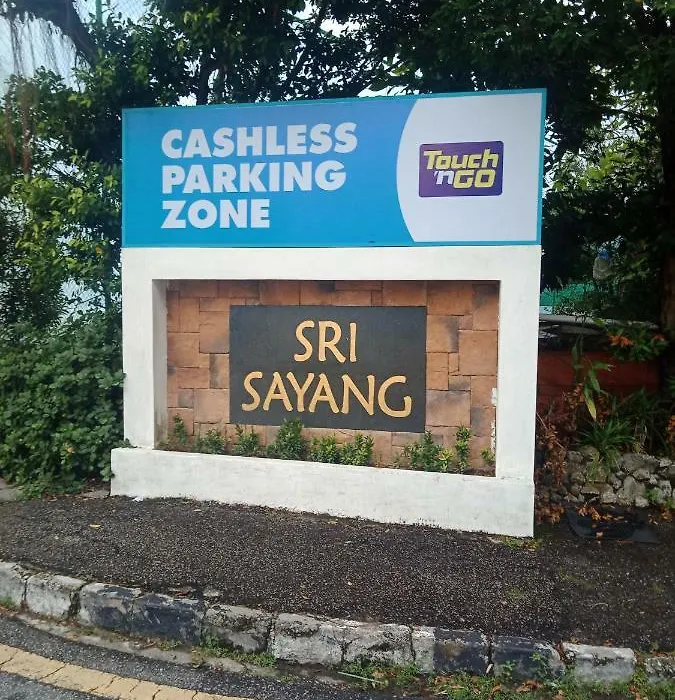 CASHLESS
PARKING
ZONE
Touch
'n GO
SRI
SAYANG